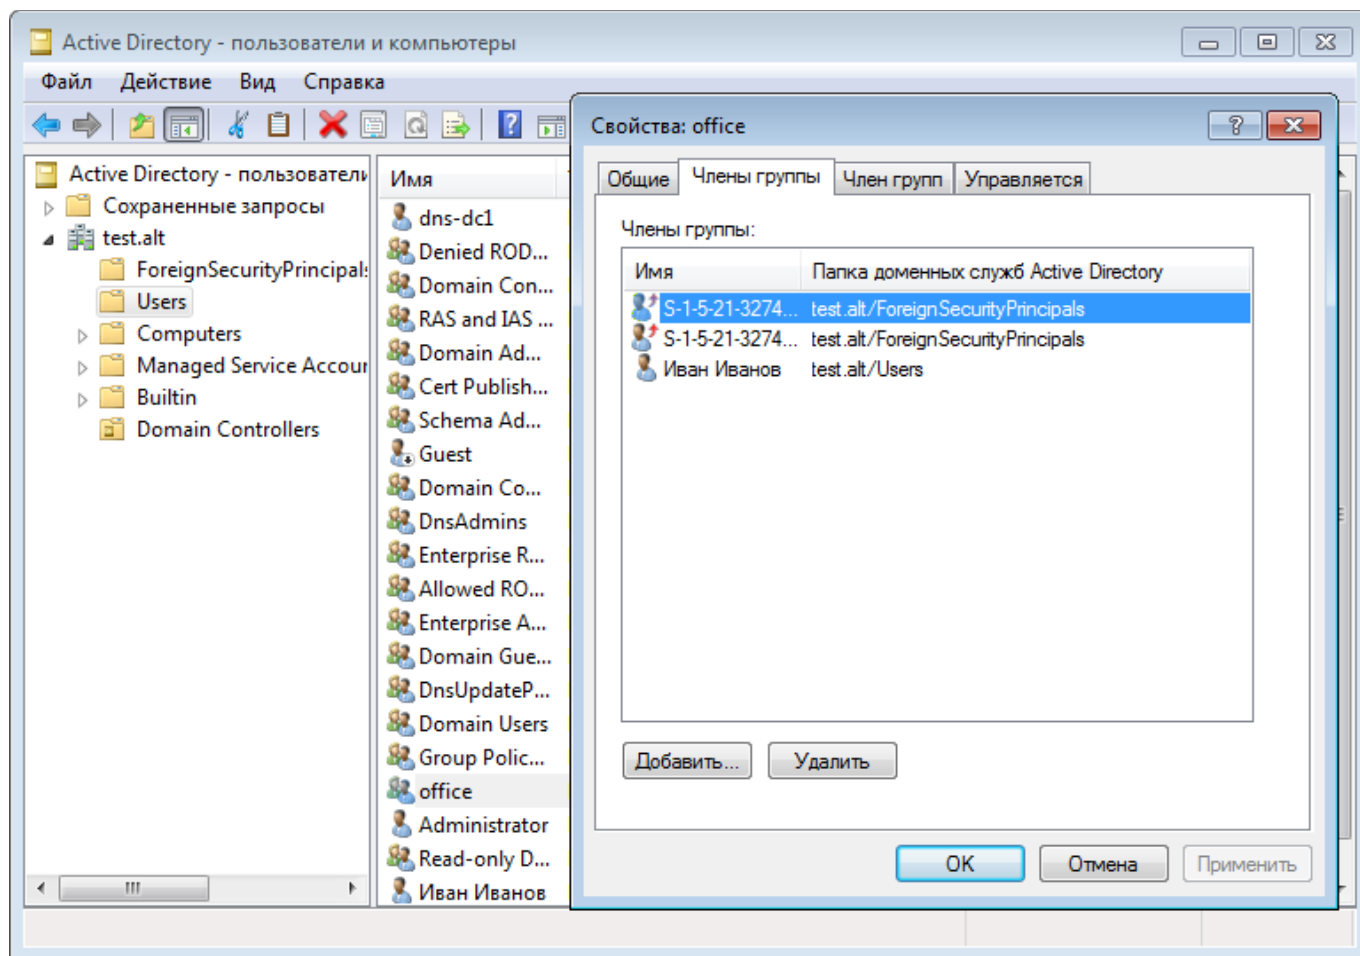 Active Directory - пользователи и компьютеры
Файл Действие Вид Справка
Active Directory - пользователи
Сохраненные запросы
test.alt
ForeignSecurityPrincipal
Users
Computers
Managed Service Accou
Builtin
Domain Controllers
Имя
dns-dc1
Denied ROD...
Domain Con...
RAS and IAS ...
Domain Ad...
Cert Publish...
Schema Ad...
Guest
Domain Co...
DnsAdmins
Enterprise R...
Allowed RO...
Enterprise A...
Domain Gue...
DnsUpdateP...
Domain Users
Group Polic...
office
Administrator
Read-only D...
Иван Иванов
Свойства: office
Общие Члены группы Член групп Управляется
Члены группы:
Имя Папка доменных служб Active Directory
S-1-5-21-3274... test.alt/ForeignSecurityPrincipals
S-1-5-21-3274... test.alt/ForeignSecurityPrincipals
Иван Иванов test.alt/Users
Добавить... Удалить
OK Отмена Применить